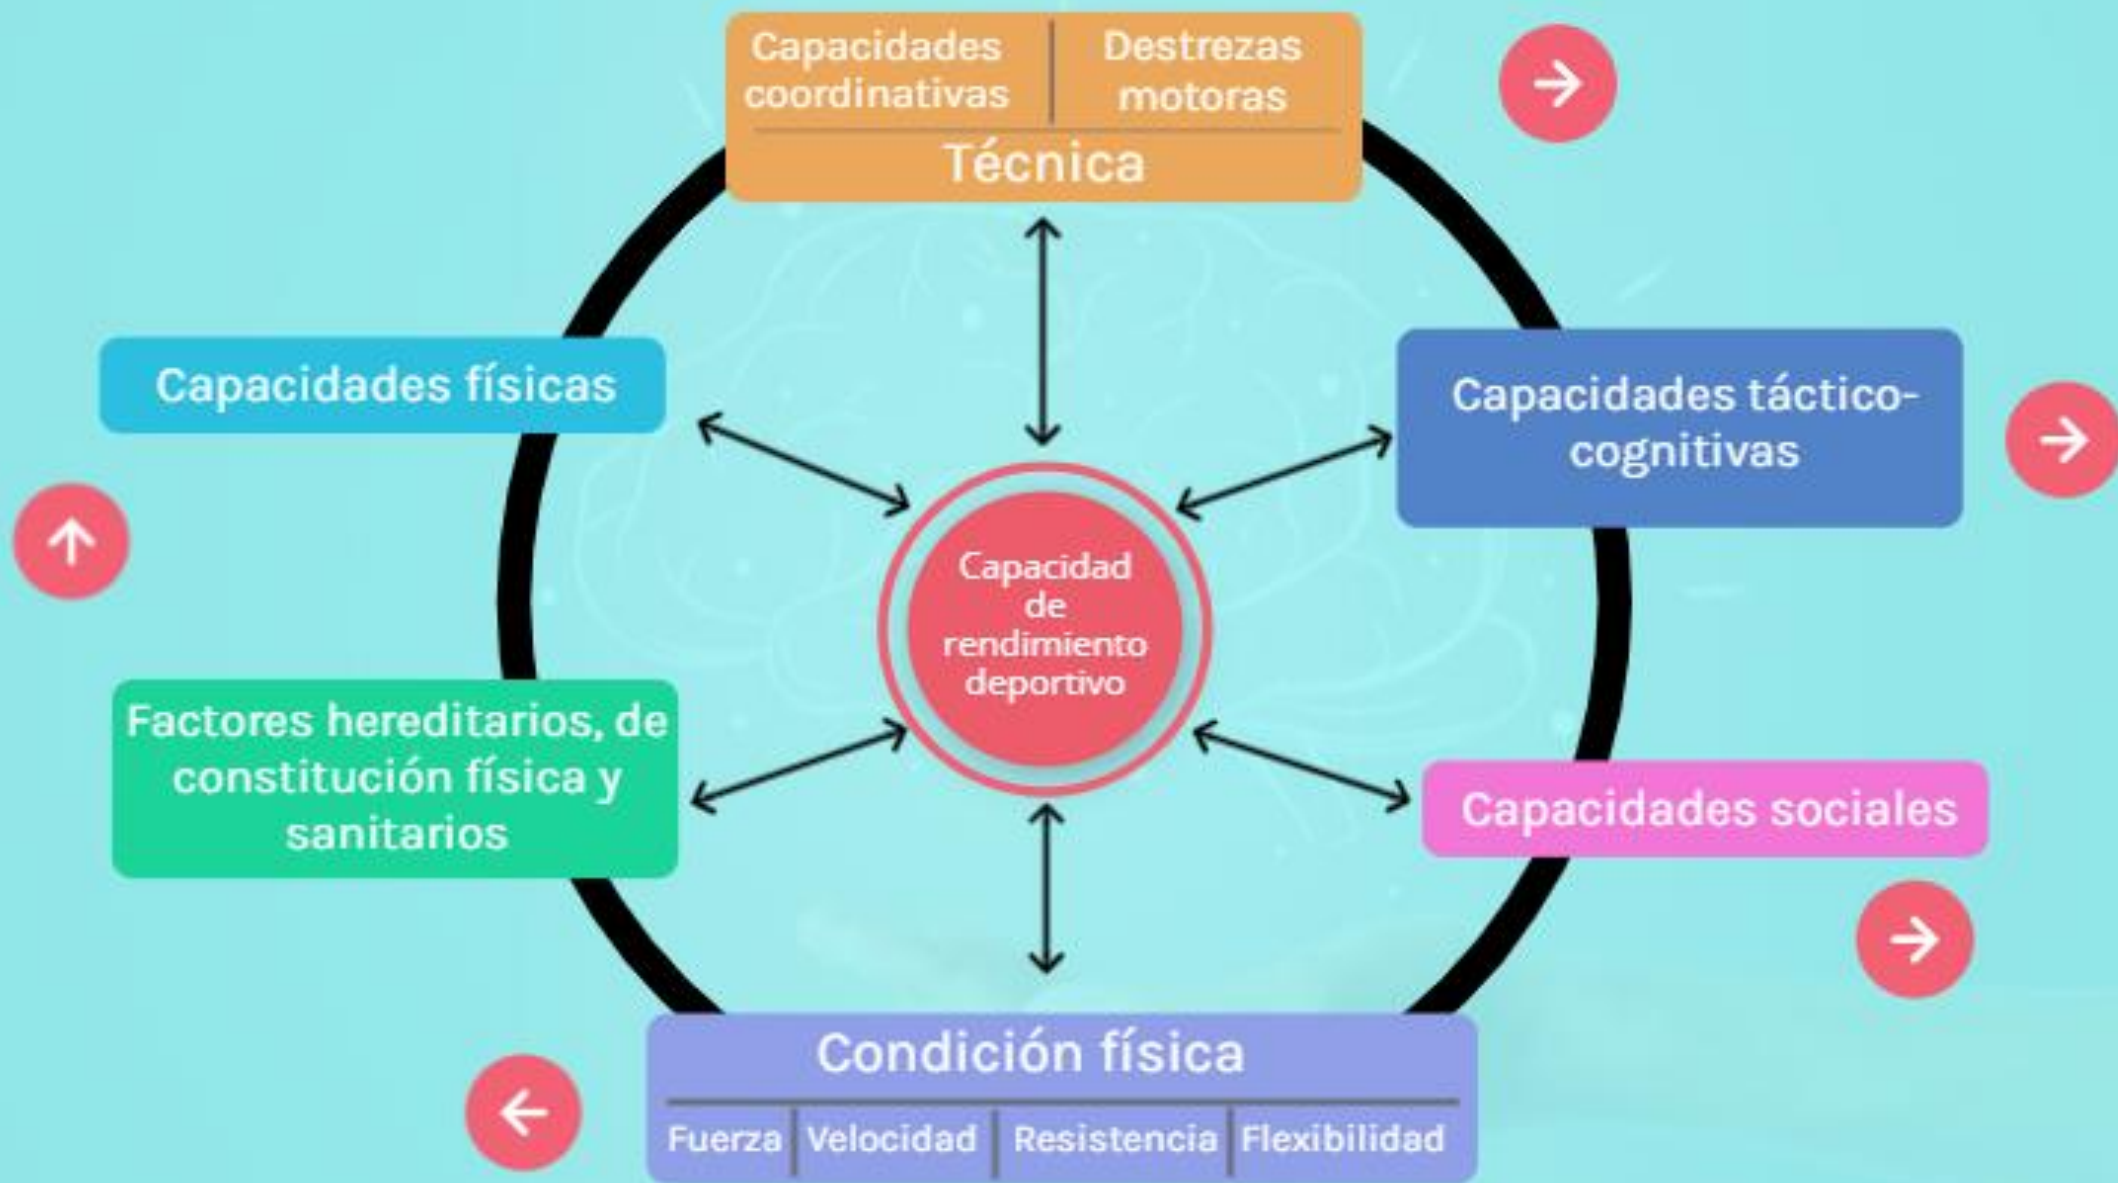 Capacidades
coordinativas
Destrezas
motoras
Técnica
Capacidades físicas
Capacidades táctico-
cognitivas
Capacidad
de
rendimiento
deportivo
Factores hereditarios, de
constitución física y
sanitarios
Capacidades sociales
Condición física
Fuerza
Velocidad
Resistencia
Flexibilidad